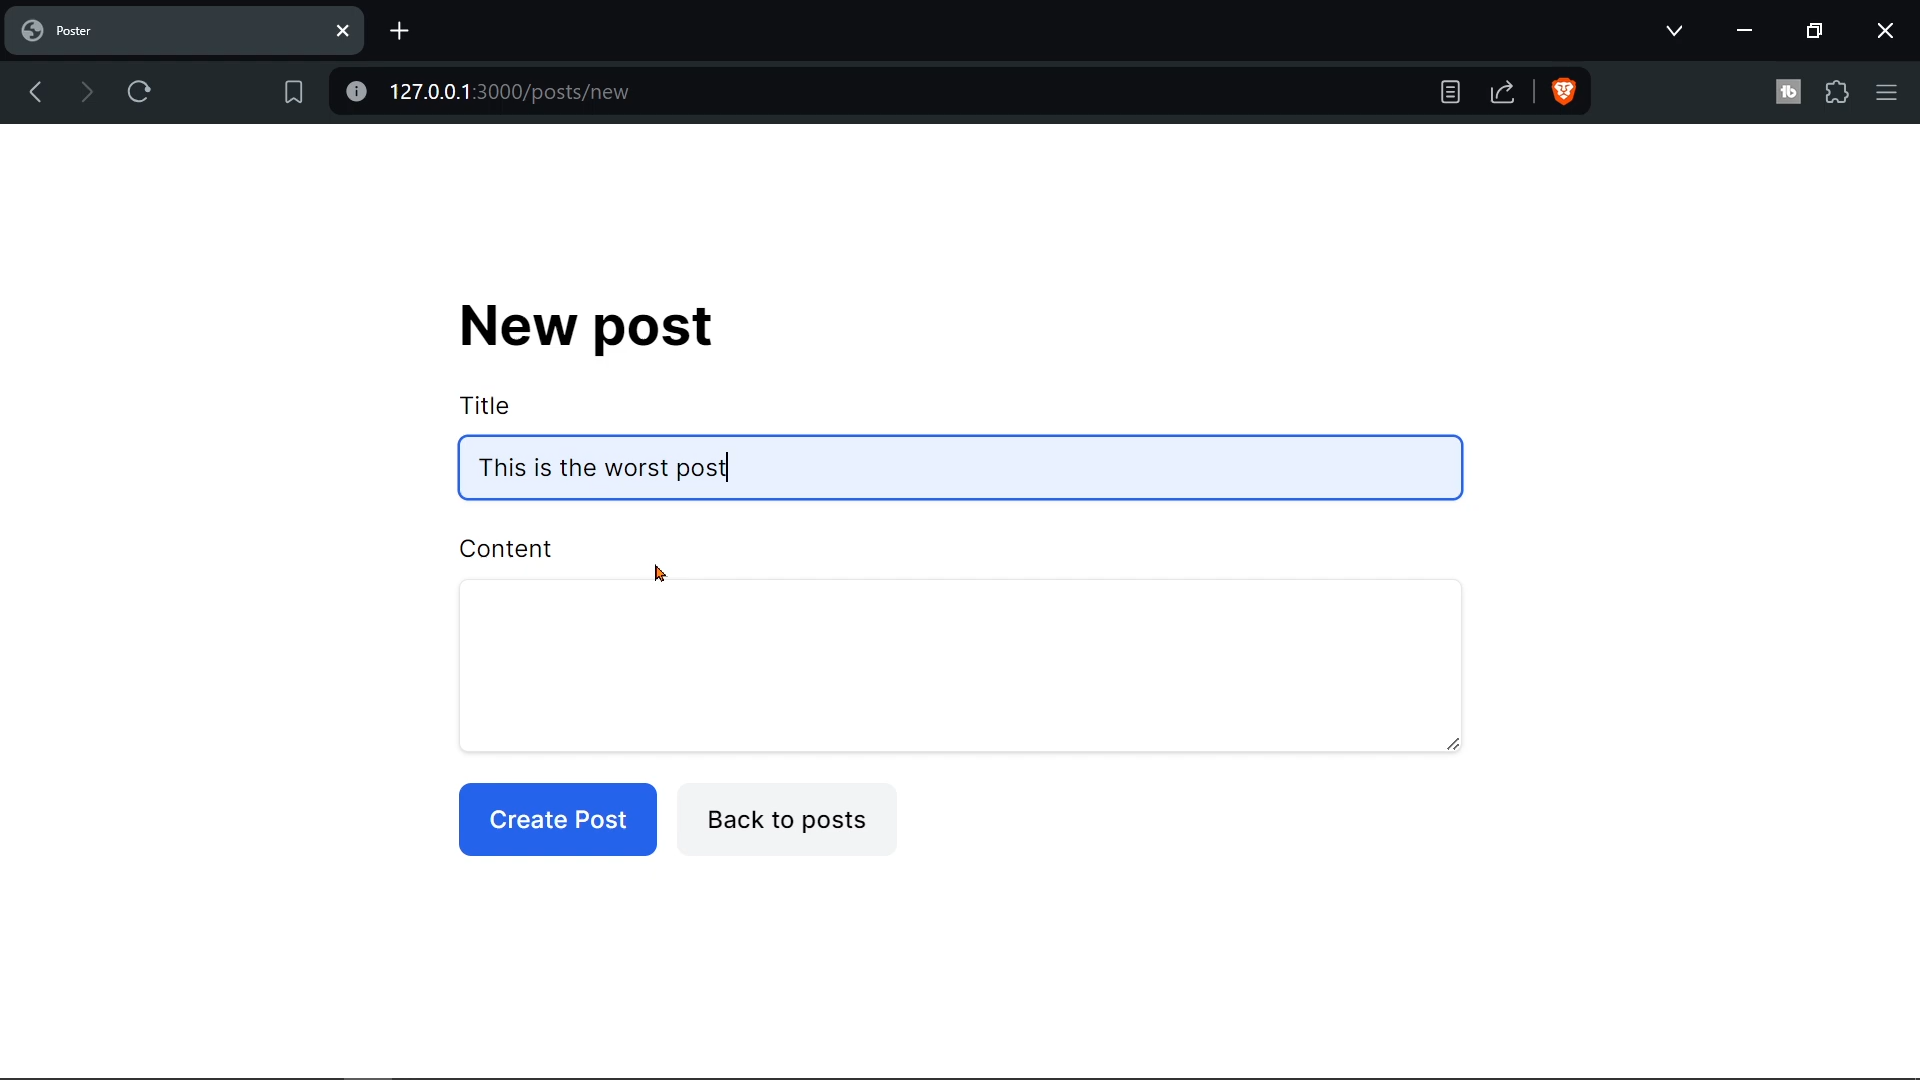 Poster
127.0.0.1:3000/posts/new
New post
Title
This is the worst post
Content
Create Post
Back to posts